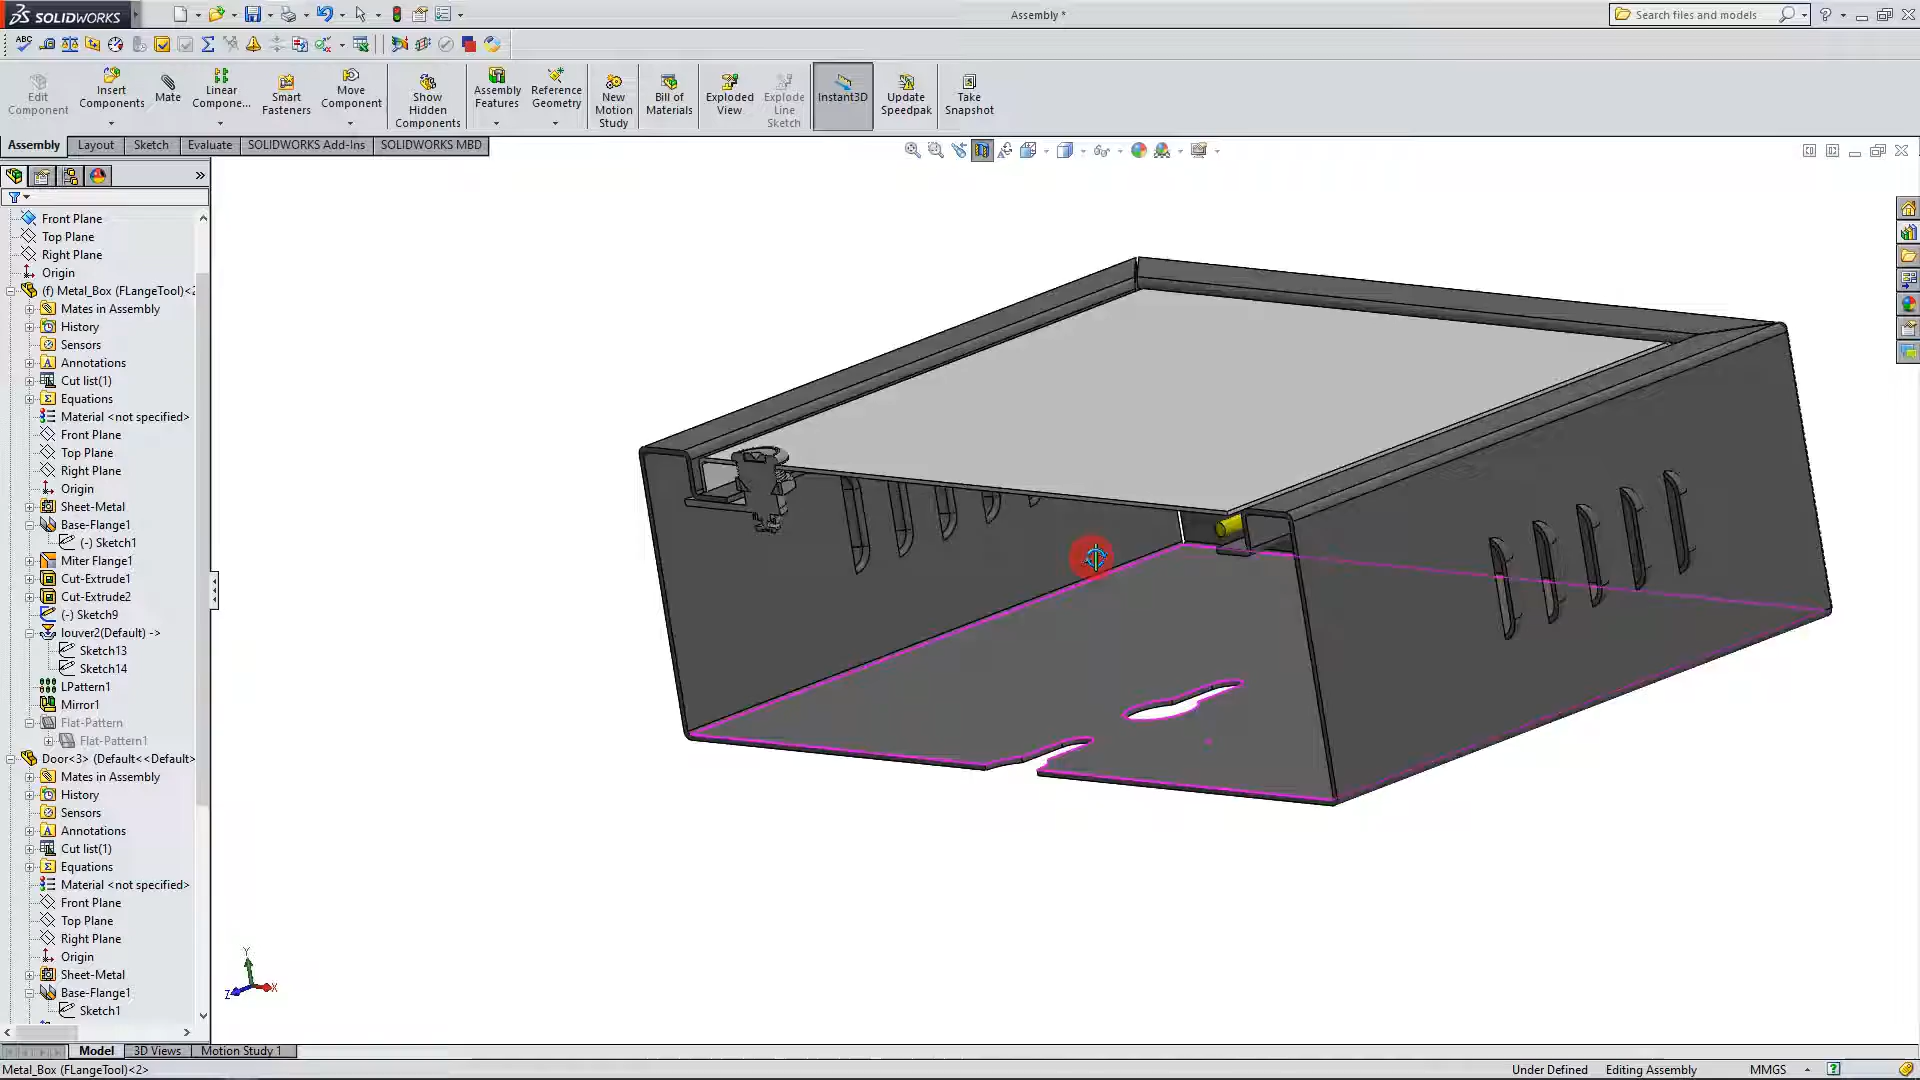 SOLIDWORKS
Assembly *
Search files and models
ABC
Edit Component
Insert Components
Mate
Linear Compone...
Smart Fasteners
Move Component
Show Hidden Components
Assembly Features
Reference Geometry
New Motion Study
Bill of Materials
Exploded View
Explode Line Sketch
Instant3D
Update Speedpak
Take Snapshot
Assembly
Layout
Sketch
Evaluate
SOLIDWORKS Add-Ins
SOLIDWORKS MBD
Front Plane
Top Plane
Right Plane
Origin
(f) Metal_Box (FLangeTool)<2
Mates in Assembly
History
Sensors
Annotations
Cut list(1)
Equations
Material <not specified>
Front Plane
Top Plane
Right Plane
Origin
Sheet-Metal
Base-Flange1
(-) Sketch1
Miter Flange1
Cut-Extrude1
Cut-Extrude2
(-) Sketch9
louver2(Default) ->
Sketch13
Sketch14
LPattern1
Mirror1
Flat-Pattern
Flat-Pattern1
Door<3> (Default<<Default>
Mates in Assembly
History
Sensors
Annotations
Cut list(1)
Equations
Material <not specified>
Front Plane
Top Plane
Right Plane
Origin
Sheet-Metal
Base-Flange1
Sketch1
Y
Z
X
Model
3D Views
Motion Study 1
Metal_Box (FLangeTool)<2>
Under Defined
Editing Assembly
MMGS